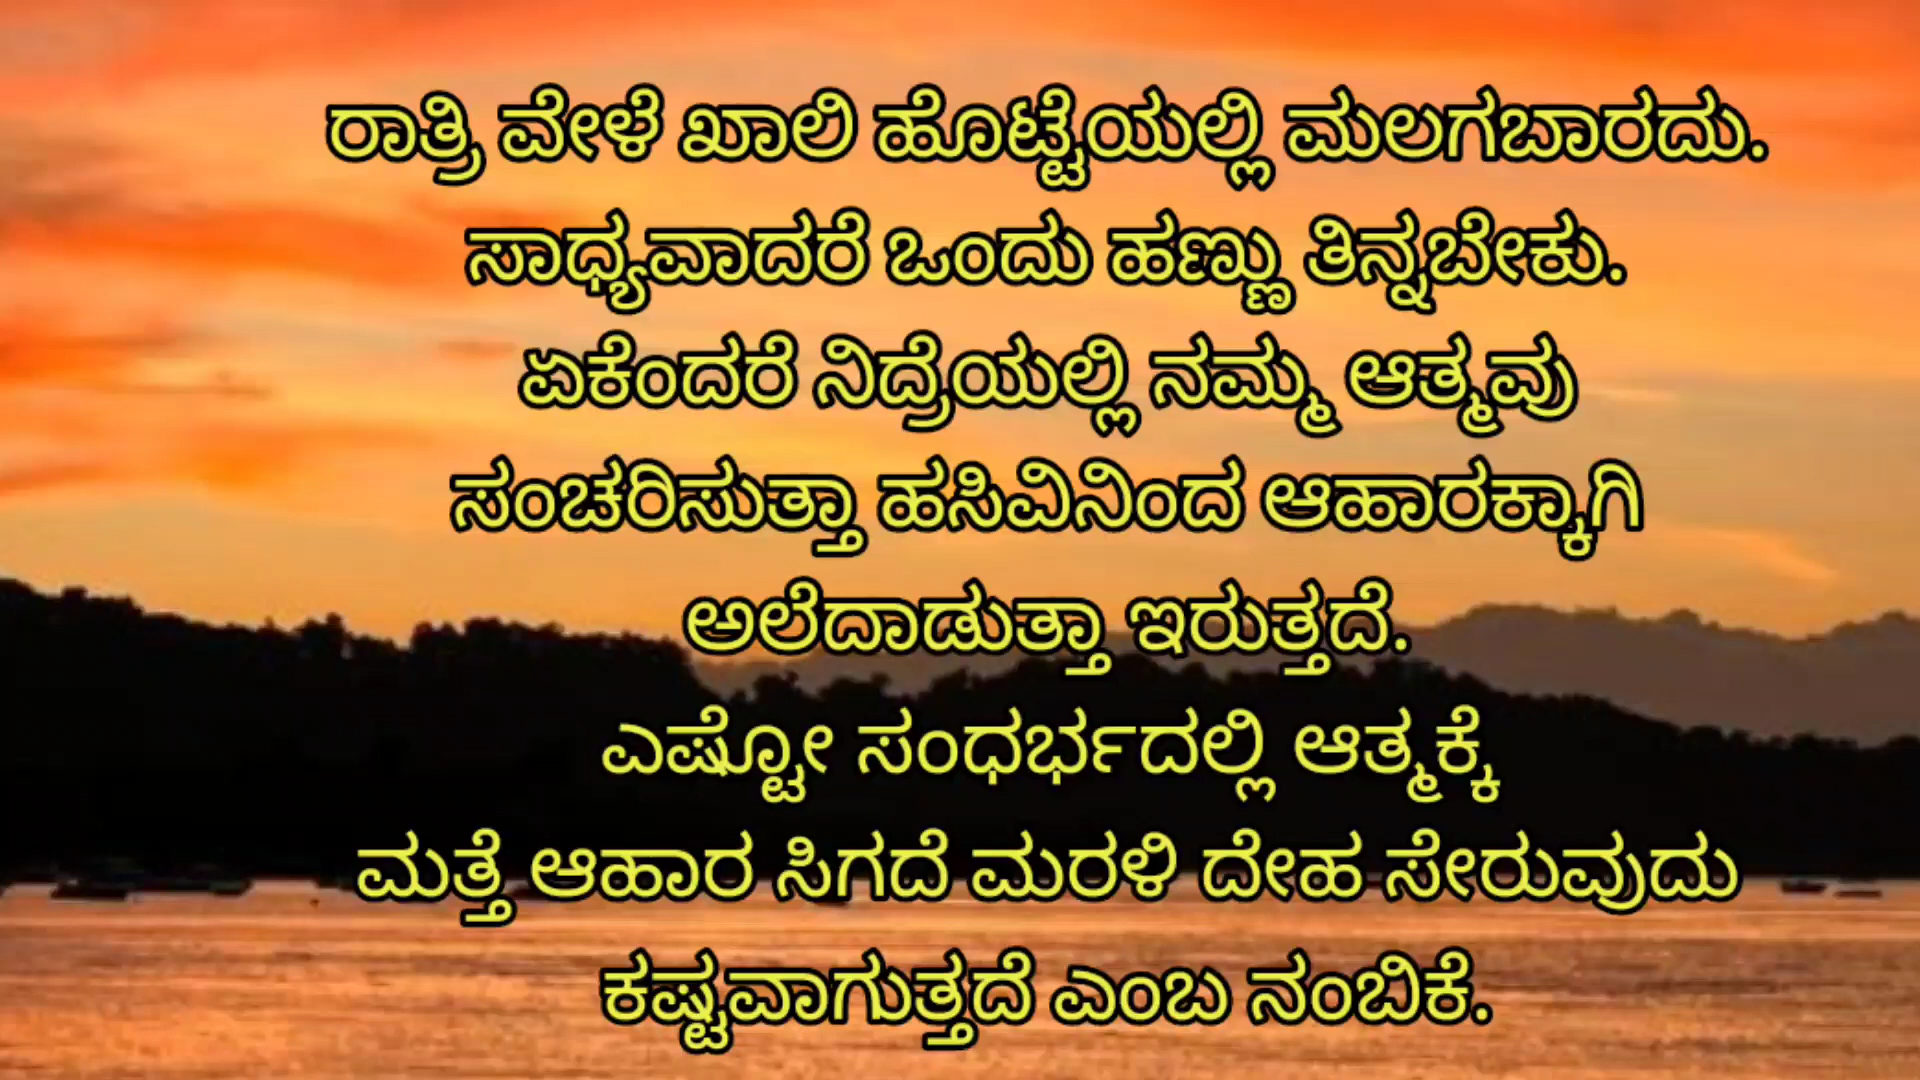 ರಾತ್ರಿ ವೇಳೆ ಖಾಲಿ ಹೊಟ್ಟೆಯಲ್ಲಿ ಮಲಗಬಾರದು.
ಸಾಧ್ಯವಾದರೆ ಒಂದು ಹಣ್ಣು ತಿನ್ನಬೇಕು.
ಏಕೆಂದರೆ ನಿದ್ರೆಯಲ್ಲಿ ನಮ್ಮ ಆತ್ಮವು
ಸಂಚರಿಸುತ್ತಾ ಹಸಿವಿನಿಂದ ಆಹಾರಕ್ಕಾಗಿ
ಅಲೆದಾಡುತ್ತಾ ಇರುತ್ತದೆ.
ಎಷ್ಟೋ ಸಂಧರ್ಭದಲ್ಲಿ ಆತ್ಮಕ್ಕೆ
ಮತ್ತೆ ಆಹಾರ ಸಿಗದೆ ಮರಳಿ ದೇಹ ಸೇರುವುದು
ಕಷ್ಟವಾಗುತ್ತದೆ ಎಂಬ ನಂಬಿಕೆ.